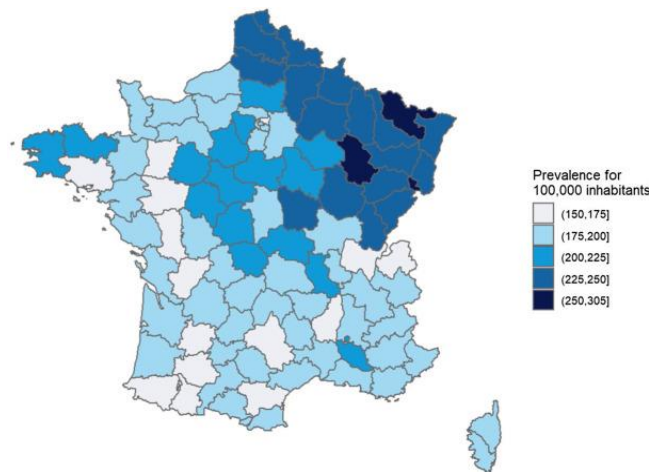 Prevalence for
100,000 inhabitants
(150,175]
(175,200]
(200,225]
(225,250]
(250,305]